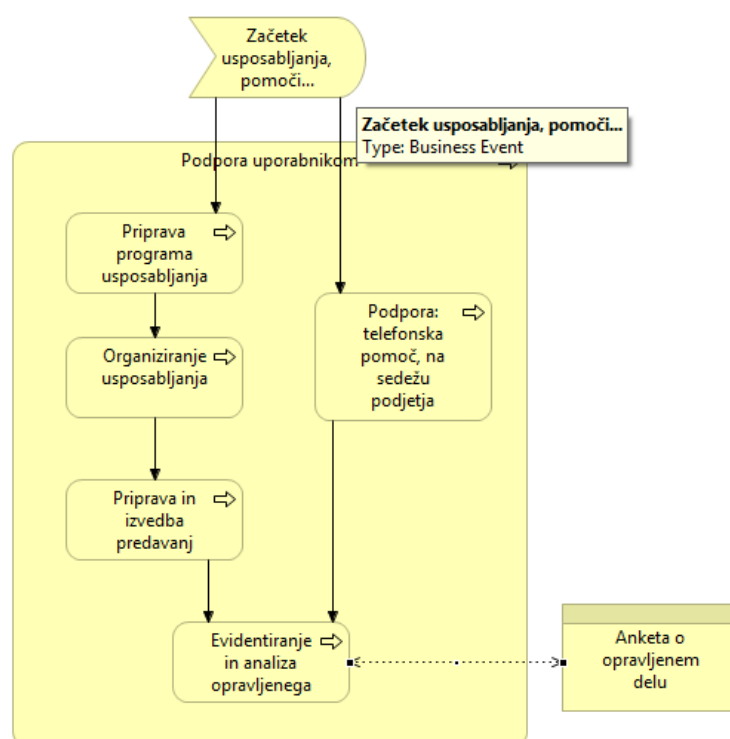 Začetek
usposabljanja,
pomoči...
Začetek usposabljanja, pomoči...
Type: Business Event
Podpora uporabnikom
Priprava
programa
usposabljanja
Podpora:
telefonska
pomoč, na
sedežu
podjetja
Organiziranje
usposabljanja
Priprava in
izvedba
predavanj
Evidentiranje
in analiza
opravljenega
Anketa o
opravljenem
delu